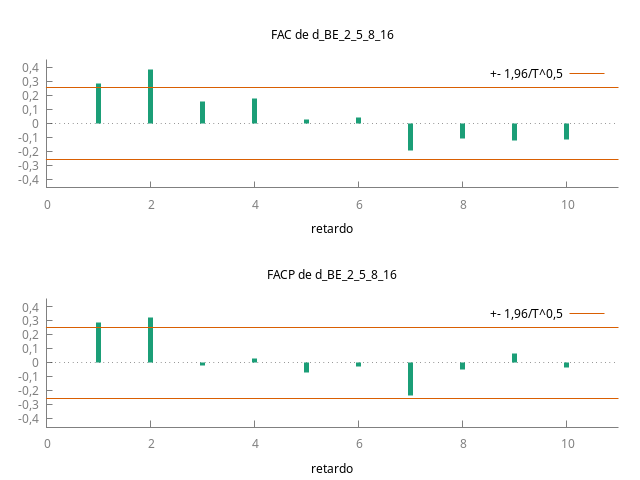 FAC de d_BE_2_5_8_16
+- 1,96/T^0,5
0,4
0,3
0,2
0,1
0
-0,1
-0,2
-0,3
-0,4
0 2 4 6 8 10
retardo
FACP de d_BE_2_5_8_16
+- 1,96/T^0,5
0,4
0,3
0,2
0,1
0
-0,1
-0,2
-0,3
-0,4
0 2 4 6 8 10
retardo